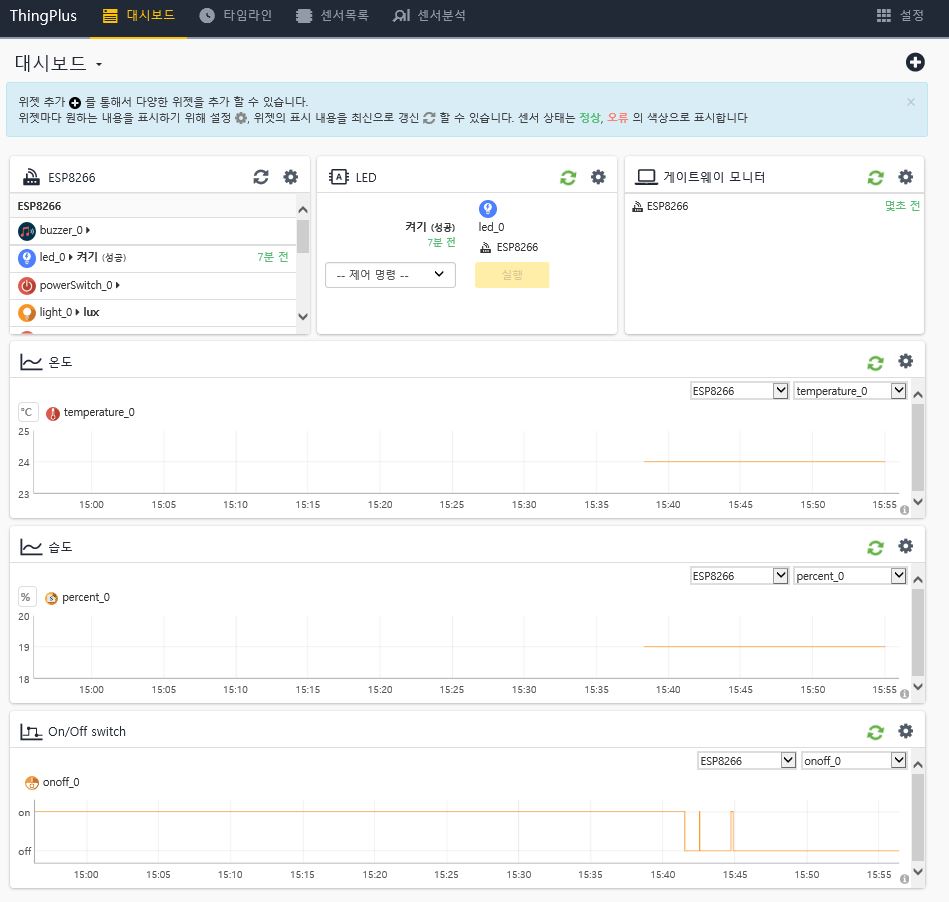 ThingPlus 대시보드 타임라인 센서목록 센서분석 설정
대시보드
위젯 추가 를 통해서 다양한 위젯을 추가 할 수 있습니다.
위젯마다 원하는 내용을 표시하기 위해 설정 , 위젯의 표시 내용을 최신으로 갱신 할 수 있습니다. 센서 상태는 정상, 오류 의 색상으로 표시합니다
ESP8266
ESP8266
buzzer_0
led_0 켜기 (성공) 7분 전
powerSwitch_0
light_0 lux
LED
켜기 (성공)
7분 전
led_0
ESP8266
-- 제어 명령 -- 실행
게이트웨이 모니터
ESP8266 몇초 전
온도
ESP8266 temperature_0
°C temperature_0
25
24
23
15:00 15:05 15:10 15:15 15:20 15:25 15:30 15:35 15:40 15:45 15:50 15:55
습도
ESP8266 percent_0
% percent_0
20
19
18
15:00 15:05 15:10 15:15 15:20 15:25 15:30 15:35 15:40 15:45 15:50 15:55
On/Off switch
ESP8266 onoff_0
onoff_0
on
off
15:00 15:05 15:10 15:15 15:20 15:25 15:30 15:35 15:40 15:45 15:50 15:55